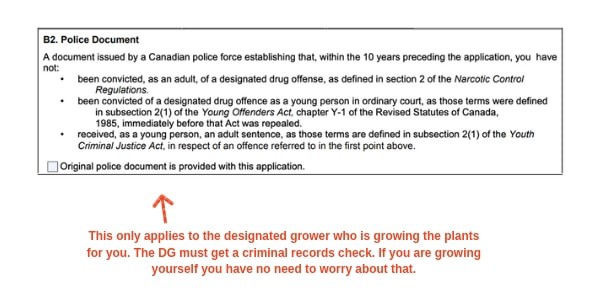 B2. Police Document
A document issued by a Canadian police force establishing that, within the 10 years preceding the application, you have
not:
• been convicted, as an adult, of a designated drug offense, as defined in section 2 of the Narcotic Control
Regulations.
• been convicted of a designated drug offence as a young person in ordinary court, as those terms were defined
in subsection 2(1) of the Young Offenders Act, chapter Y-1 of the Revised Statutes of Canada,
1985, immediately before that Act was repealed.
• received, as a young person, an adult sentence, as those terms are defined in subsection 2(1) of the Youth
Criminal Justice Act, in respect of an offence referred to in the first point above.
Original police document is provided with this application.
This only applies to the designated grower who is growing the plants
for you. The DG must get a criminal records check. If you are growing
yourself you have no need to worry about that.